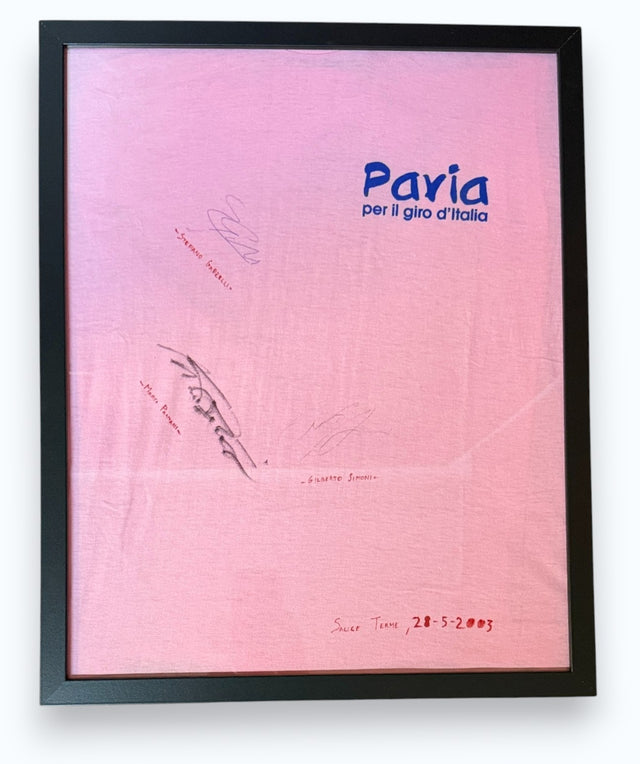 Pavia
per il giro d'Italia
-STEFANO GARZELLI-
-MARCO PANTANI-
-GILBERTO SIMONI-
SALICE TERME, 28-5-2003